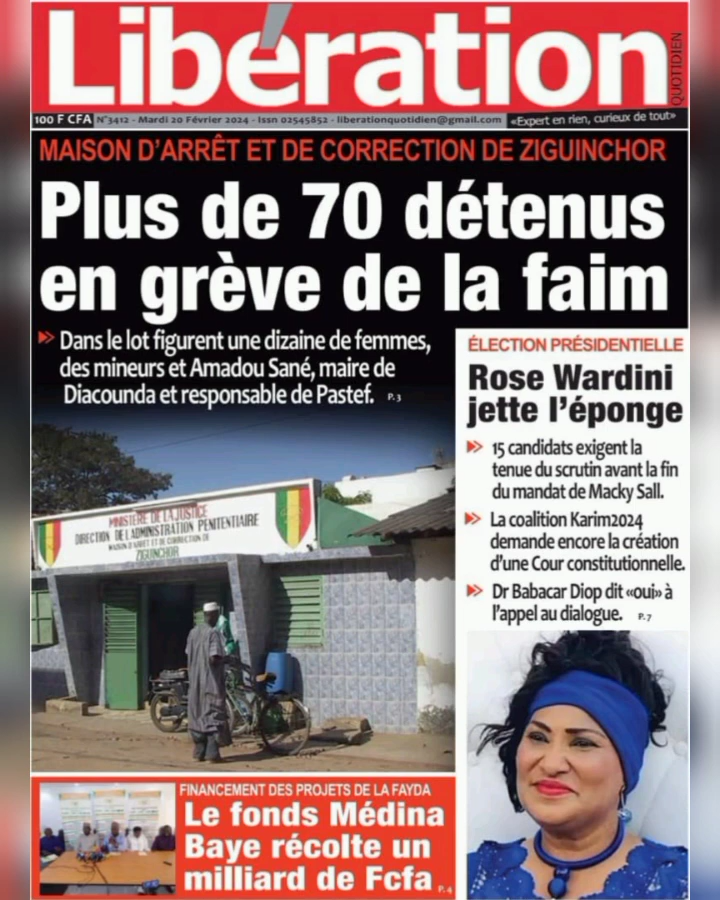 Libération
QUOTIDIEN
100 F CFA N°3412 - Mardi 20 Février 2024 - Issn 02545852 - liberationquotidien@gmail.com «Expert en rien, curieux de tout»
MAISON D'ARRÊT ET DE CORRECTION DE ZIGUINCHOR
Plus de 70 détenus
en grève de la faim
Dans le lot figurent une dizaine de femmes,
des mineurs et Amadou Sané, maire de
Diacounda et responsable de Pastef. P.3
MINISTERE DE LA JUSTICE
DIRECTION DE L'ADMINISTRATION PENITENTIAIRE
MAISON D'ARRET ET DE CORRECTION DE
ZIGUINCHOR
ÉLECTION PRÉSIDENTIELLE
Rose Wardini
jette l'éponge
15 candidats exigent la
tenue du scrutin avant la fin
du mandat de Macky Sall.
La coalition Karim2024
demande encore la création
d'une Cour constitutionnelle.
Dr Babacar Diop dit «oui» à
l'appel au dialogue. P.7
FINANCEMENT DES PROJETS DE LA FAYDA
Le fonds Médina
Baye récolte un
milliard de Fcfa P.4